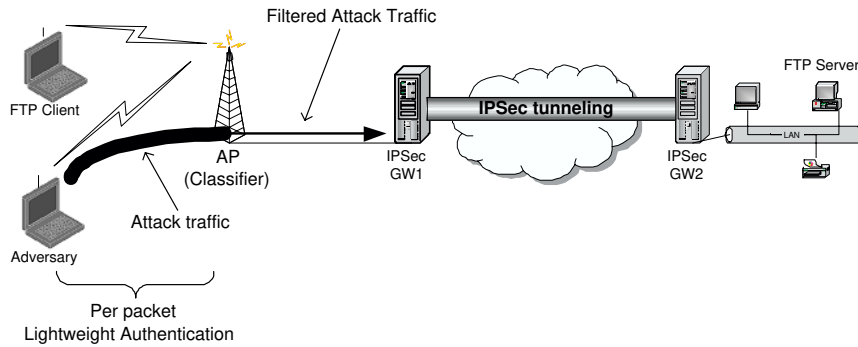 Filtered Attack Traffic
FTP Client
FTP Server
IPSec tunneling
LAN
AP
(Classifier)
IPSec
GW1
IPSec
GW2
Attack traffic
Adversary
Per packet
Lightweight Authentication